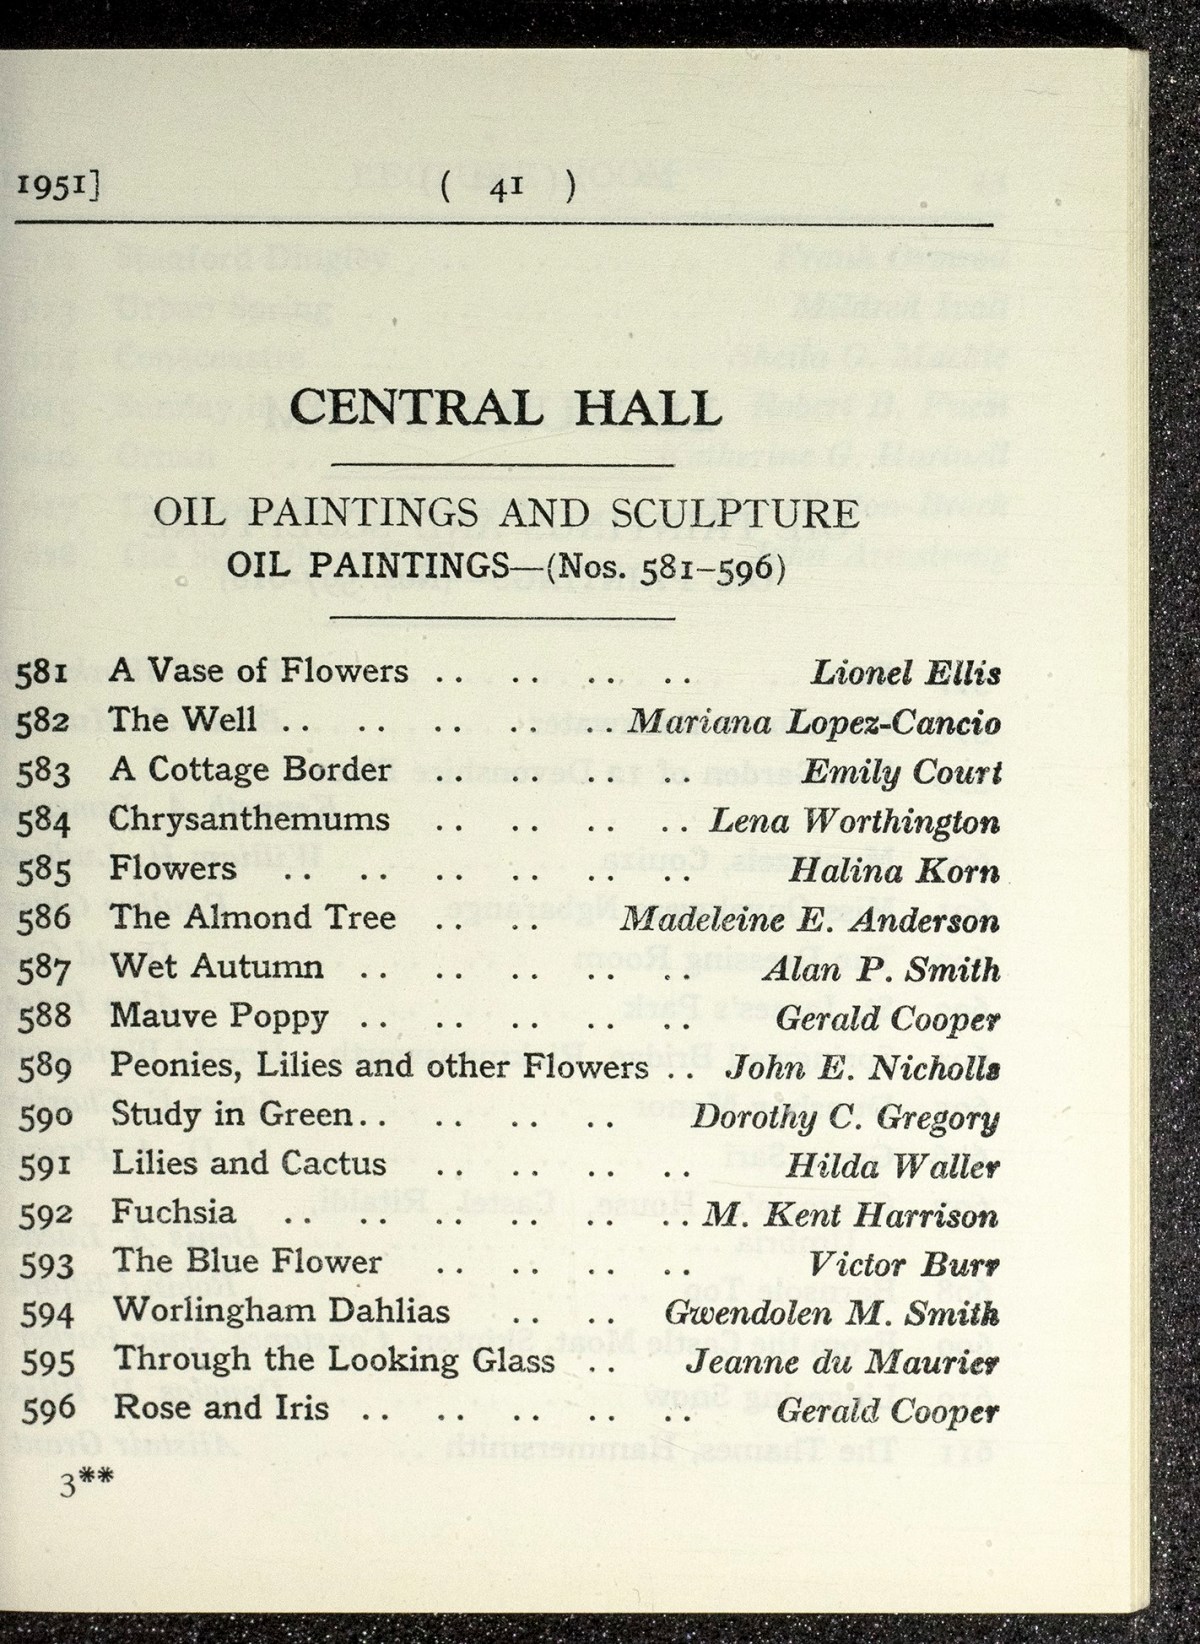 1951] ( 41 )
CENTRAL HALL
OIL PAINTINGS AND SCULPTURE
OIL PAINTINGS—(Nos. 581–596)
581 A Vase of Flowers .. .. .. .. Lionel Ellis
582 The Well .. .. .. .. .. Mariana Lopez-Cancio
583 A Cottage Border .. .. .. .. Emily Court
584 Chrysanthemums .. .. .. .. Lena Worthington
585 Flowers .. .. .. .. .. .. Halina Korn
586 The Almond Tree .. .. Madeleine E. Anderson
587 Wet Autumn .. .. .. .. .. Alan P. Smith
588 Mauve Poppy .. .. .. .. .. Gerald Cooper
589 Peonies, Lilies and other Flowers .. John E. Nicholls
590 Study in Green.. .. .. .. Dorothy C. Gregory
591 Lilies and Cactus .. .. .. .. Hilda Waller
592 Fuchsia .. .. .. .. .. .. M. Kent Harrison
593 The Blue Flower .. .. .. .. Victor Burr
594 Worlingham Dahlias .. .. Gwendolen M. Smith
595 Through the Looking Glass .. Jeanne du Maurier
596 Rose and Iris .. .. .. .. .. Gerald Cooper
3**